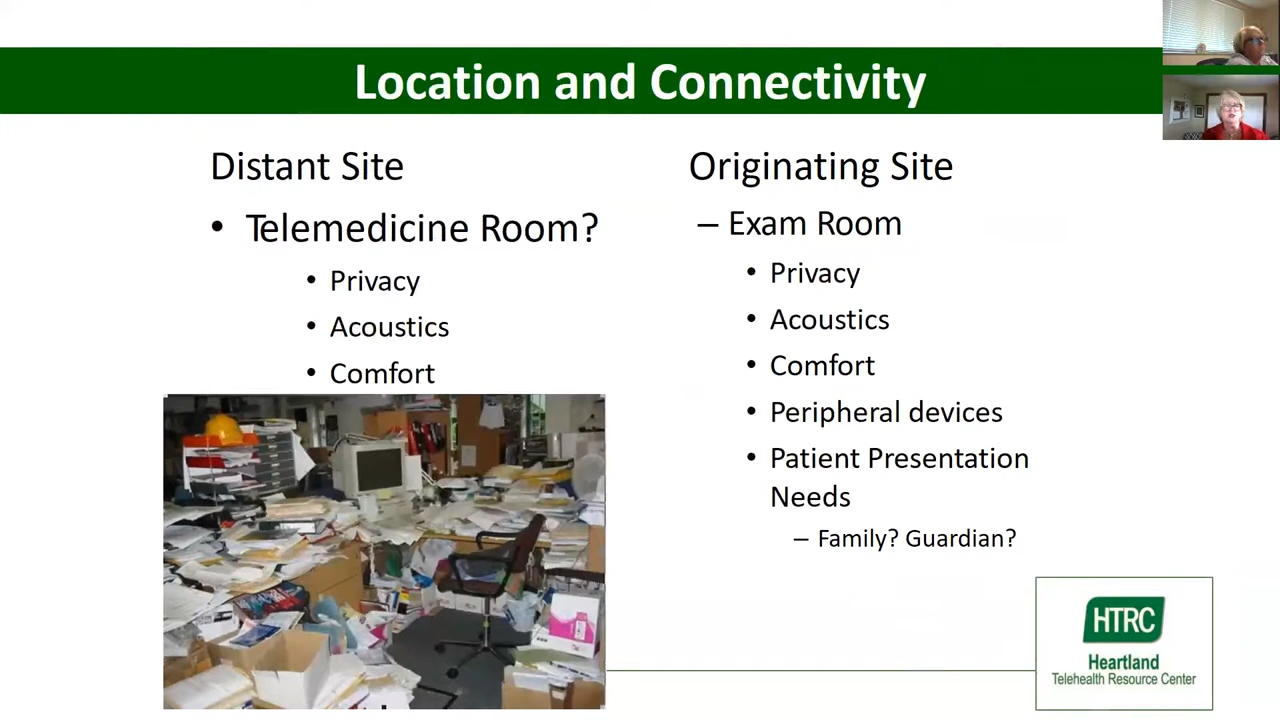 Location and Connectivity
Distant Site
• Telemedicine Room?
• Privacy
• Acoustics
• Comfort
Originating Site
– Exam Room
• Privacy
• Acoustics
• Comfort
• Peripheral devices
• Patient Presentation
Needs
– Family? Guardian?
HTRC
Heartland
Telehealth Resource Center